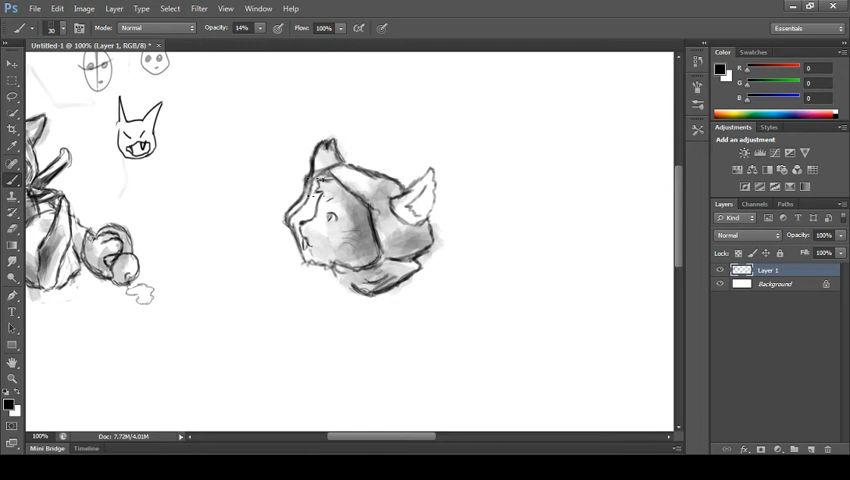 Ps File Edit Image Layer Type Select Filter View Window Help
30 Mode: Normal Opacity: 14% Flow: 100% Essentials
Untitled-1 @ 100% (Layer 1, RGB/8) * ×
Color Swatches
R 0
G 0
B 0
Adjustments Styles
Add an adjustment
Layers Channels Paths
Kind
Normal Opacity: 100%
Lock: Fill: 100%
Layer 1
Background
fx
100% Doc: 7.72M/4.01M
Mini Bridge Timeline